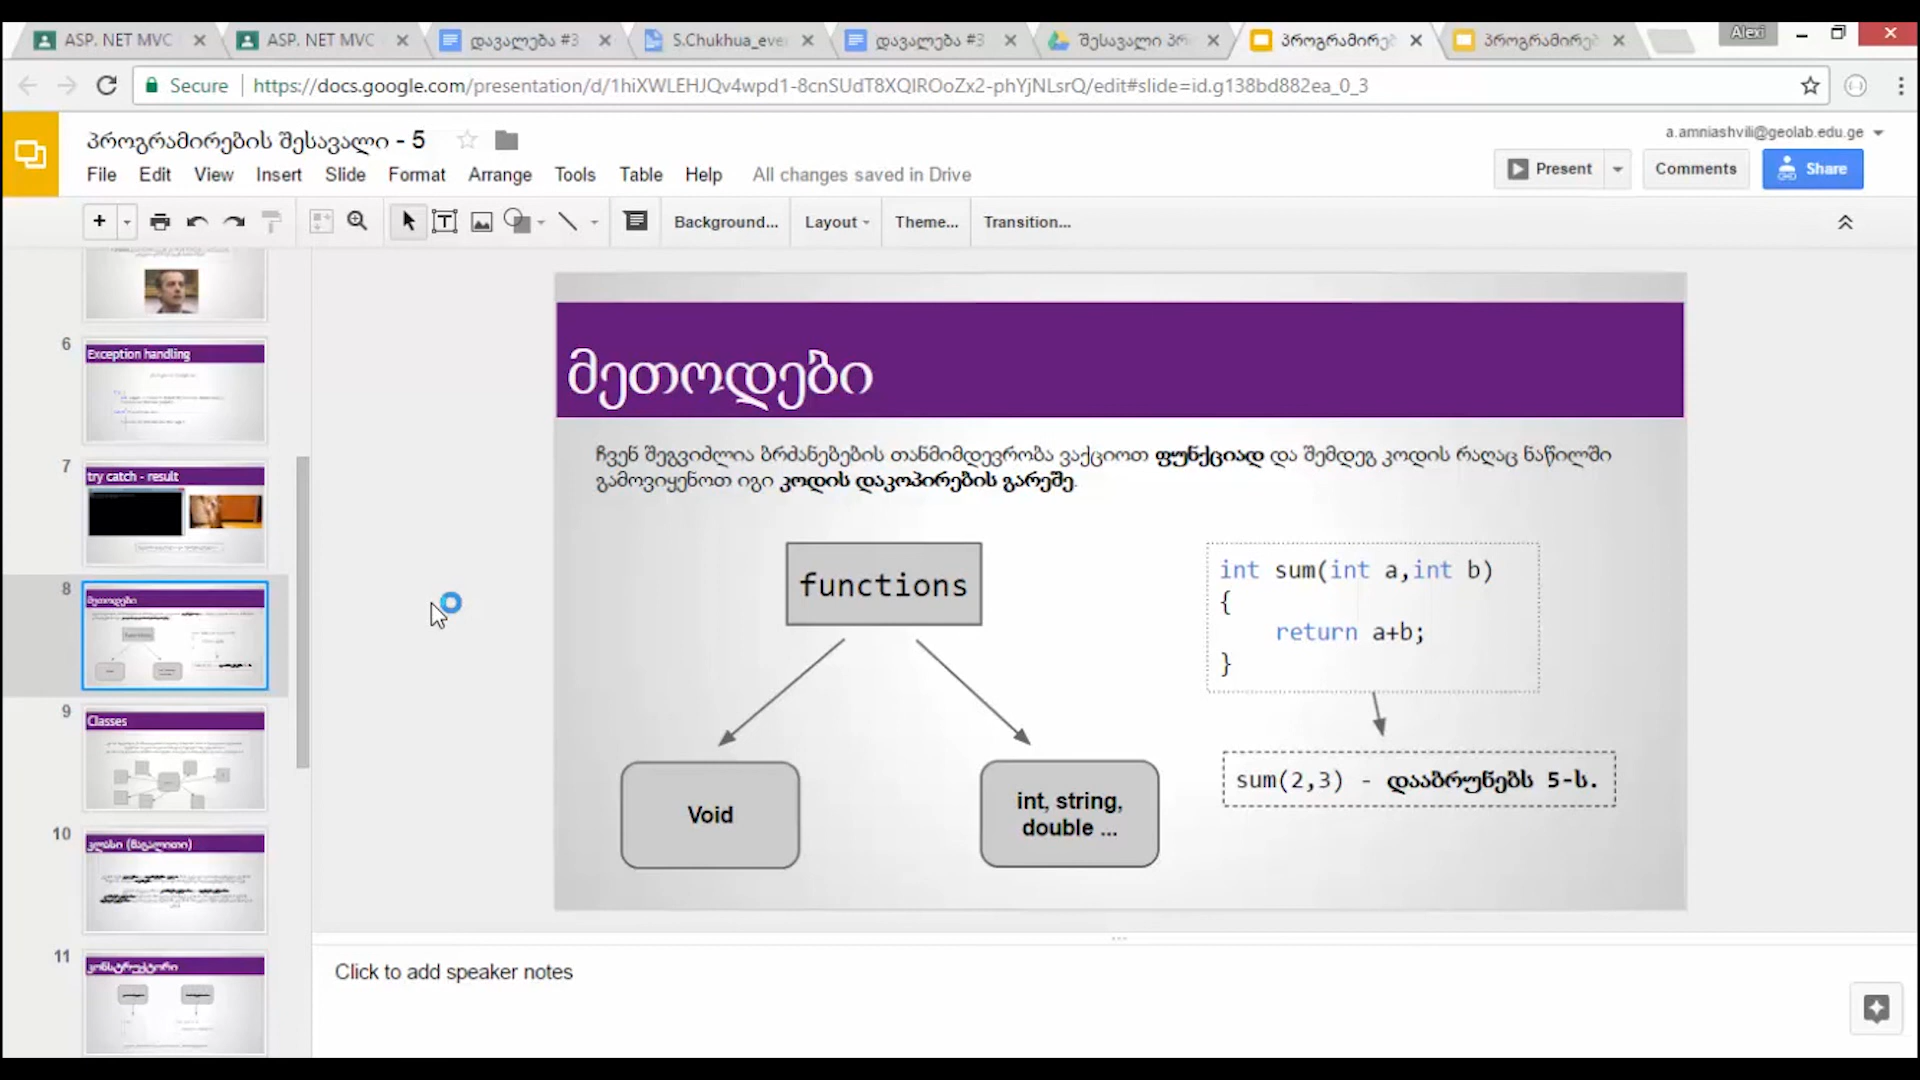 ASP. NET MVC
ASP. NET MVC
დავალება #3
S.Chukhua_eve
დავალება #3
შესავალი პრ
პროგრამირებ
პროგრამირებ
Alexi
Secure
https://docs.google.com/presentation/d/1hiXWLEHJQv4wpd1-8cnSUdT8XQIROoZx2-phYjNLsrQ/edit#slide=id.g138bd882ea_0_3
პროგრამირების შესავალი - 5
a.amniashvili@geolab.edu.ge
File Edit View Insert Slide Format Arrange Tools Table Help All changes saved in Drive
Present
Comments
Share
Background... Layout Theme... Transition...
6
Exception handling
7
try catch - result
8
მეთოდები
9
Classes
10
კლასი (მაგალითი)
11
კონსტრუქტორი
მეთოდები
ჩვენ შეგვიძლია ბრძანებების თანმიმდევრობა ვაქციოთ ფუნქციად და შემდეგ კოდის რაღაც ნაწილში
გამოვიყენოთ იგი კოდის დაკოპირების გარეშე.
functions
Void
int, string,
double ...
int sum(int a,int b)
{
return a+b;
}
sum(2,3) - დააბრუნებს 5-ს.
Click to add speaker notes